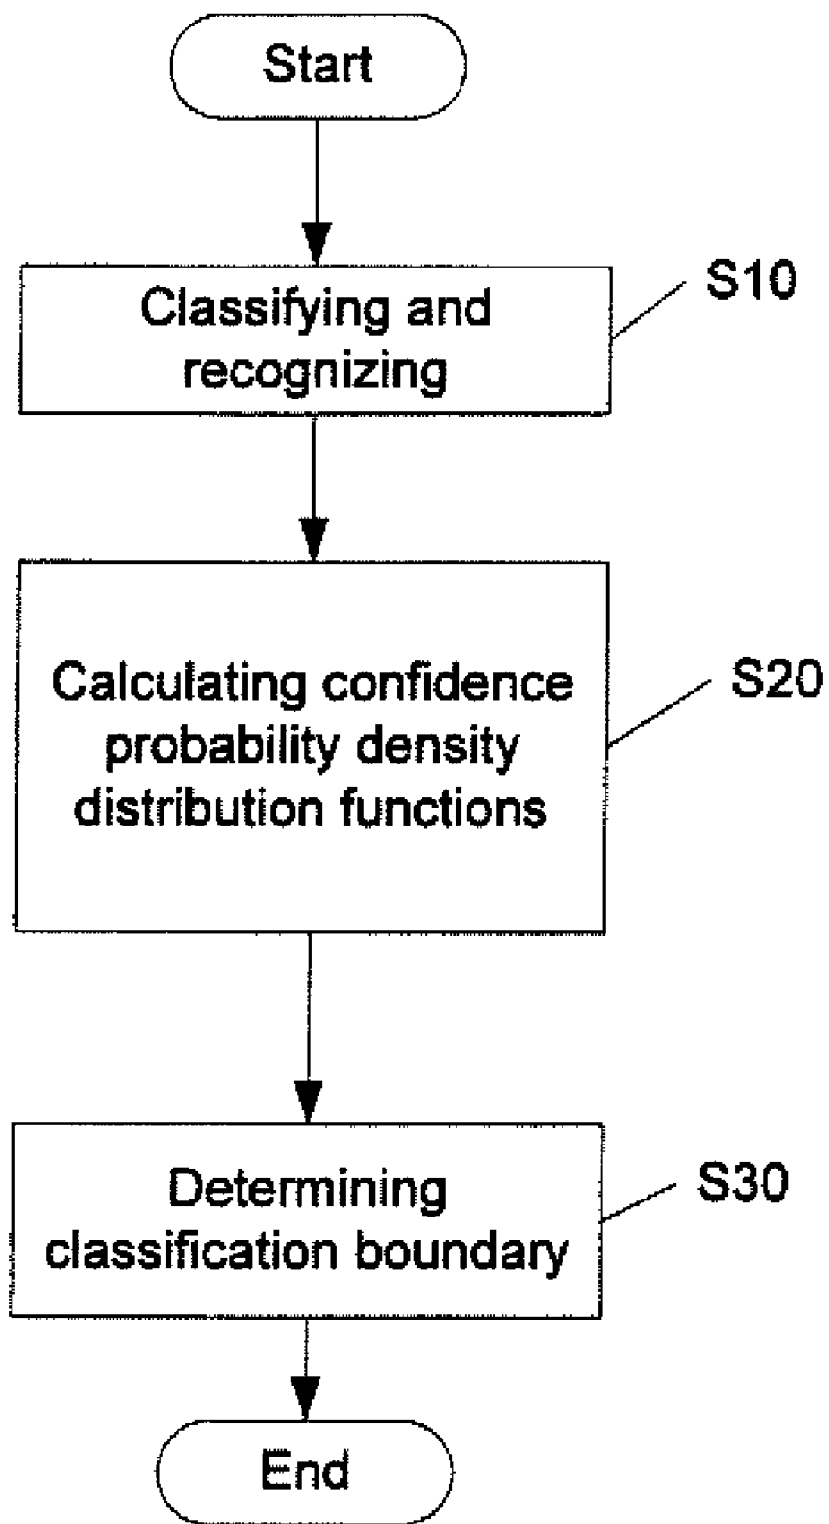 Start
Classifying and
recognizing
S10
Calculating confidence
probability density
distribution functions
S20
Determining
classification boundary
S30
End